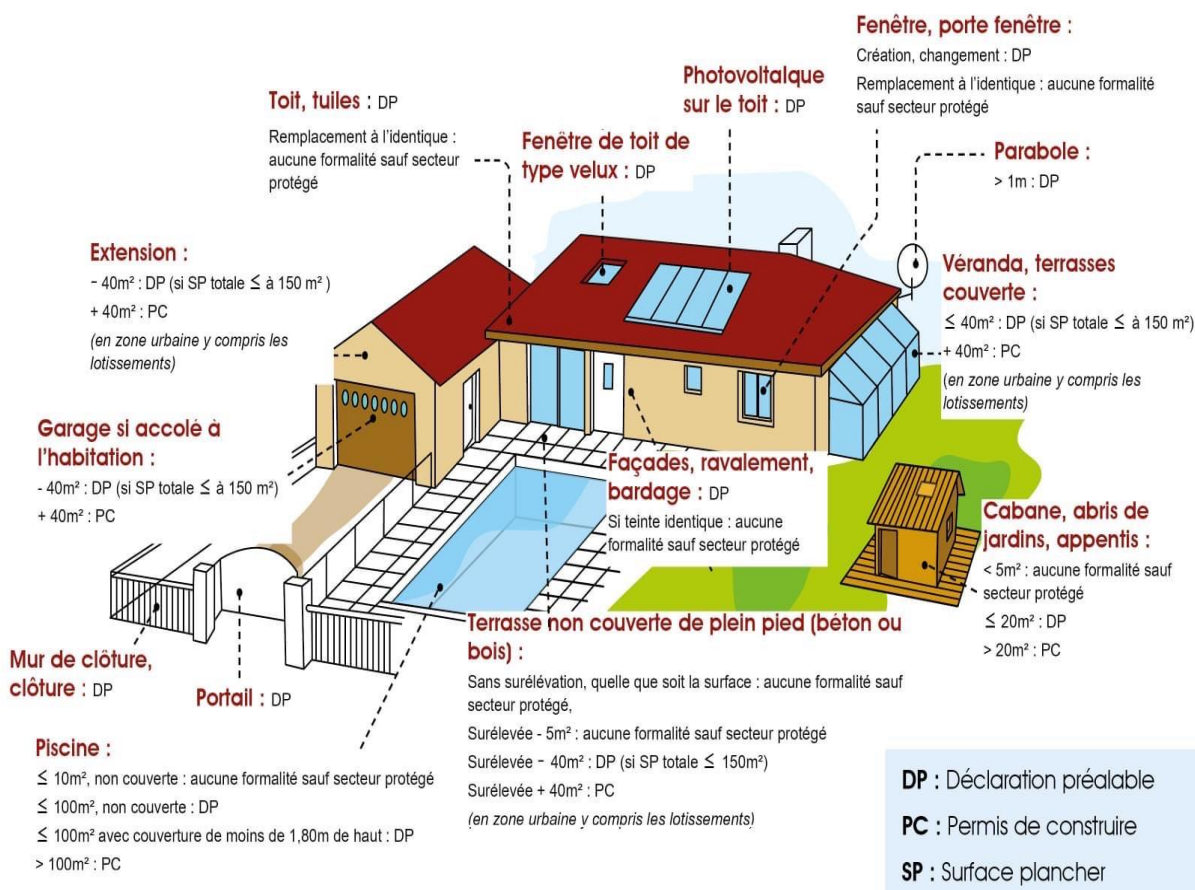 Fenêtre, porte fenêtre :
Création, changement : DP
Remplacement à l'identique : aucune formalité
sauf secteur protégé
Photovoltaïque
sur le toit : DP
Toit, tuiles : DP
Remplacement à l'identique :
aucune formalité sauf secteur
protégé
Fenêtre de toit de
type velux : DP
Parabole :
> 1m : DP
Extension :
- 40m² : DP (si SP totale ≤ à 150 m² )
+ 40m² : PC
(en zone urbaine y compris les
lotissements)
Véranda, terrasses
couverte :
≤ 40m² : DP (si SP totale ≤ à 150 m²)
+ 40m² : PC
(en zone urbaine y compris les
lotissements)
Garage si accolé à
l'habitation :
- 40m² : DP (si SP totale ≤ à 150 m²)
+ 40m² : PC
Façades, ravalement,
bardage : DP
Si teinte identique : aucune
formalité sauf secteur protégé
Cabane, abris de
jardins, appentis :
< 5m² : aucune formalité sauf
secteur protégé
≤ 20m² : DP
> 20m² : PC
Mur de clôture,
clôture : DP
Portail : DP
Terrasse non couverte de plein pied (béton ou
bois) :
Sans surélévation, quelle que soit la surface : aucune formalité sauf
secteur protégé,
Surélevée - 5m² : aucune formalité sauf secteur protégé
Surélevée - 40m² : DP (si SP totale ≤ 150m²)
Surélevée + 40m² : PC
(en zone urbaine y compris les lotissements)
Piscine :
≤ 10m², non couverte : aucune formalité sauf secteur protégé
≤ 100m², non couverte : DP
≤ 100m² avec couverture de moins de 1,80m de haut : DP
> 100m² : PC
DP : Déclaration préalable
PC : Permis de construire
SP : Surface plancher